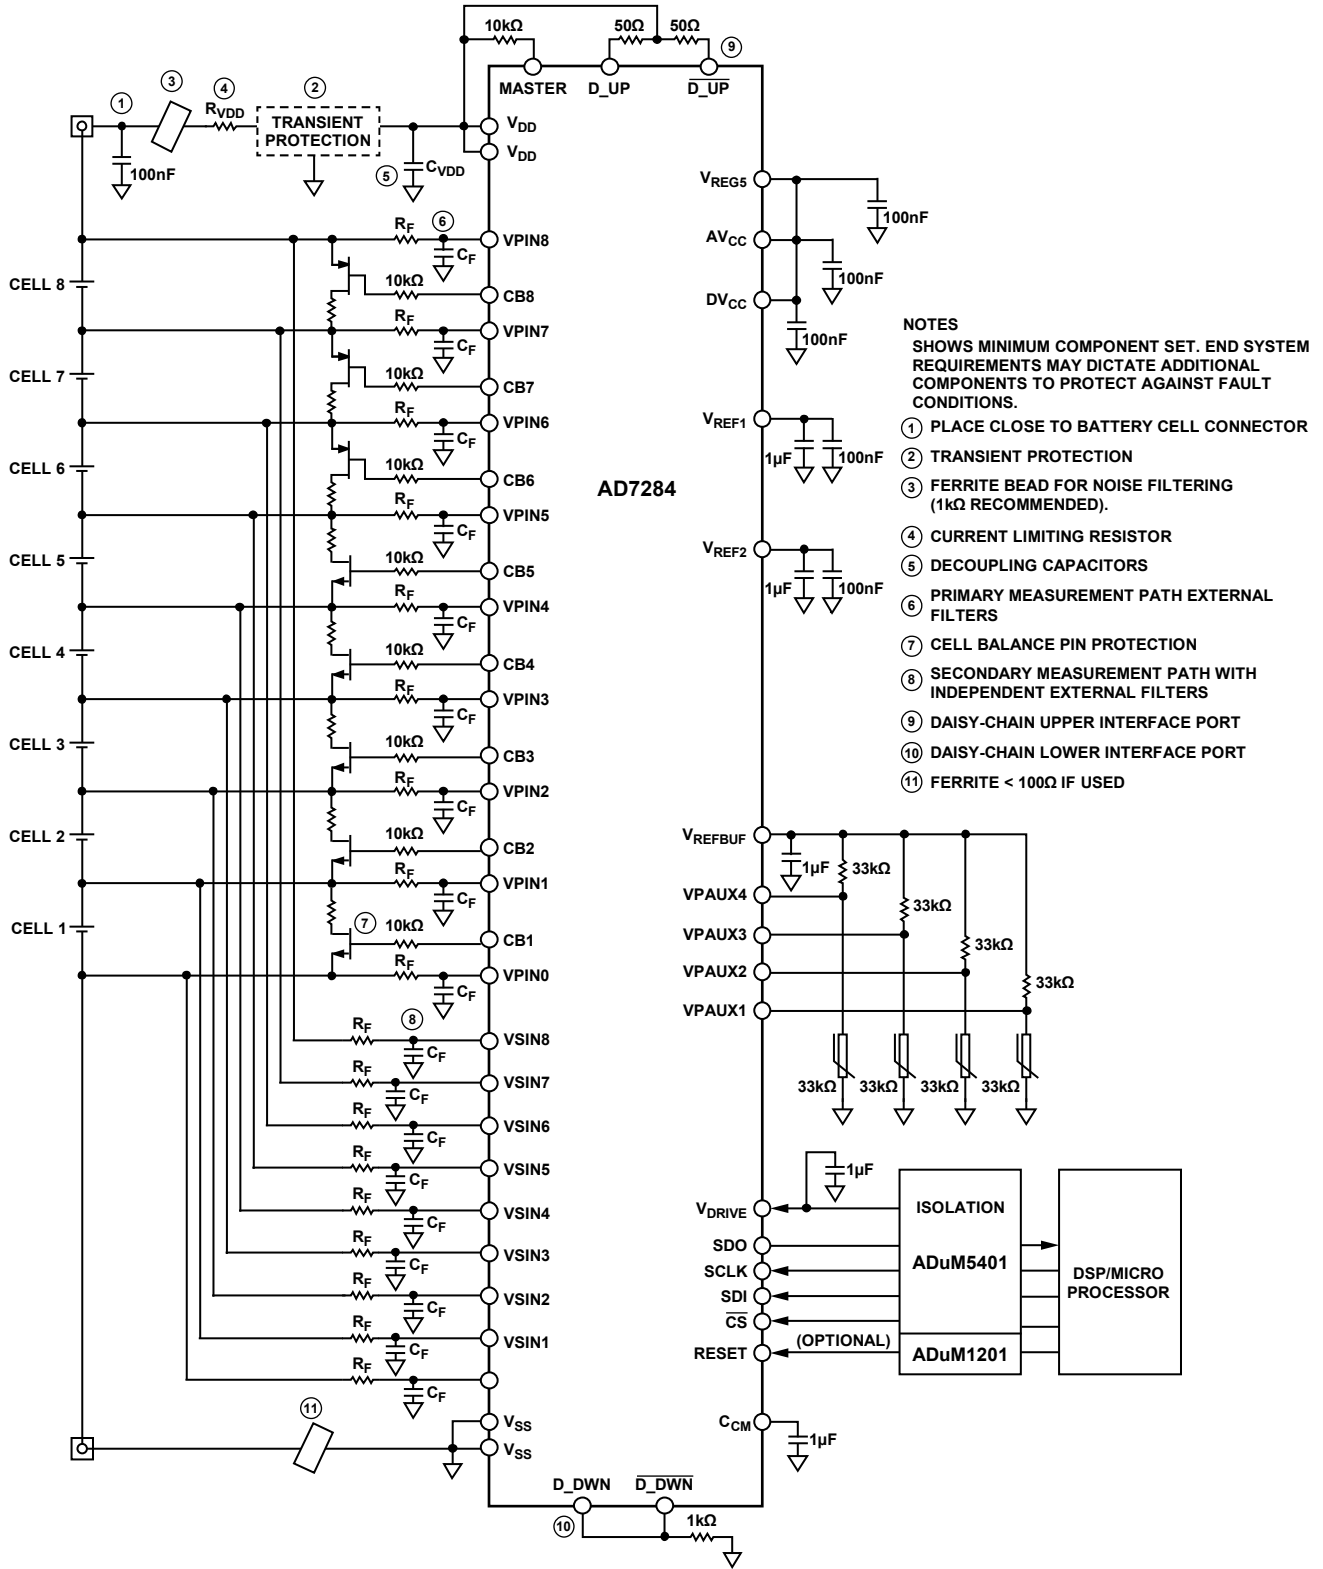 10kΩ
50Ω 50Ω
9
MASTER D_UP D_UP
3
4
2
1
RVDD
TRANSIENT
PROTECTION
VDD
VDD
100nF
5
CVDD
VREG5
100nF
RF
6
VPIN8
CF
AVCC
100nF
CELL 8
10kΩ
CB8
DVCC
100nF
RF
VPIN7
CF
CELL 7
10kΩ
CB7
RF
VPIN6
CF
VREF1
1µF
100nF
CELL 6
10kΩ
CB6
AD7284
RF
VPIN5
CF
VREF2
1µF
100nF
CELL 5
10kΩ
CB5
RF
VPIN4
CF
CELL 4
10kΩ
CB4
RF
VPIN3
CF
CELL 3
10kΩ
CB3
RF
VPIN2
CF
CELL 2
10kΩ
CB2
RF
VPIN1
CF
CELL 1
7
10kΩ
CB1
RF
VPIN0
CF
NOTES
SHOWS MINIMUM COMPONENT SET. END SYSTEM
REQUIREMENTS MAY DICTATE ADDITIONAL
COMPONENTS TO PROTECT AGAINST FAULT
CONDITIONS.
1 PLACE CLOSE TO BATTERY CELL CONNECTOR
2 TRANSIENT PROTECTION
3 FERRITE BEAD FOR NOISE FILTERING
(1kΩ RECOMMENDED).
4 CURRENT LIMITING RESISTOR
5 DECOUPLING CAPACITORS
6 PRIMARY MEASUREMENT PATH EXTERNAL
FILTERS
7 CELL BALANCE PIN PROTECTION
8 SECONDARY MEASUREMENT PATH WITH
INDEPENDENT EXTERNAL FILTERS
9 DAISY-CHAIN UPPER INTERFACE PORT
10 DAISY-CHAIN LOWER INTERFACE PORT
11 FERRITE < 100Ω IF USED
VREFBUF
1µF
33kΩ
VPAUX4
33kΩ
VPAUX3
33kΩ
VPAUX2
33kΩ
VPAUX1
33kΩ 33kΩ 33kΩ 33kΩ
RF
8
CF
VSIN8
RF
CF
VSIN7
RF
CF
VSIN6
RF
CF
VSIN5
RF
CF
VSIN4
RF
CF
VSIN3
RF
CF
VSIN2
RF
CF
VSIN1
RF
CF
1µF
VDRIVE
ISOLATION
SDO
ADuM5401
SCLK
DSP/MICRO
PROCESSOR
SDI
CS
RESET
(OPTIONAL)
ADuM1201
11
VSS
VSS
CCM
1µF
D_DWN D_DWN
10
1kΩ